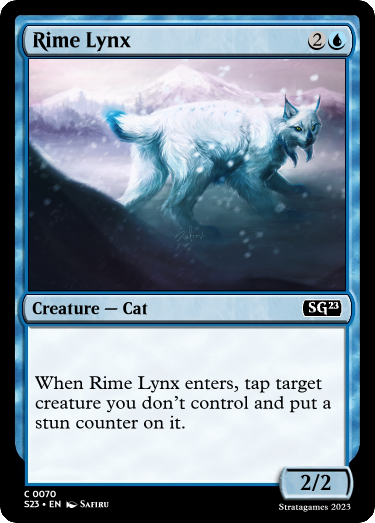 Rime Lynx 2
Safiru
Creature — Cat SG23
When Rime Lynx enters, tap target
creature you don't control and put a
stun counter on it.
2/2
C 0070
S23 • EN Safiru Stratagames 2023